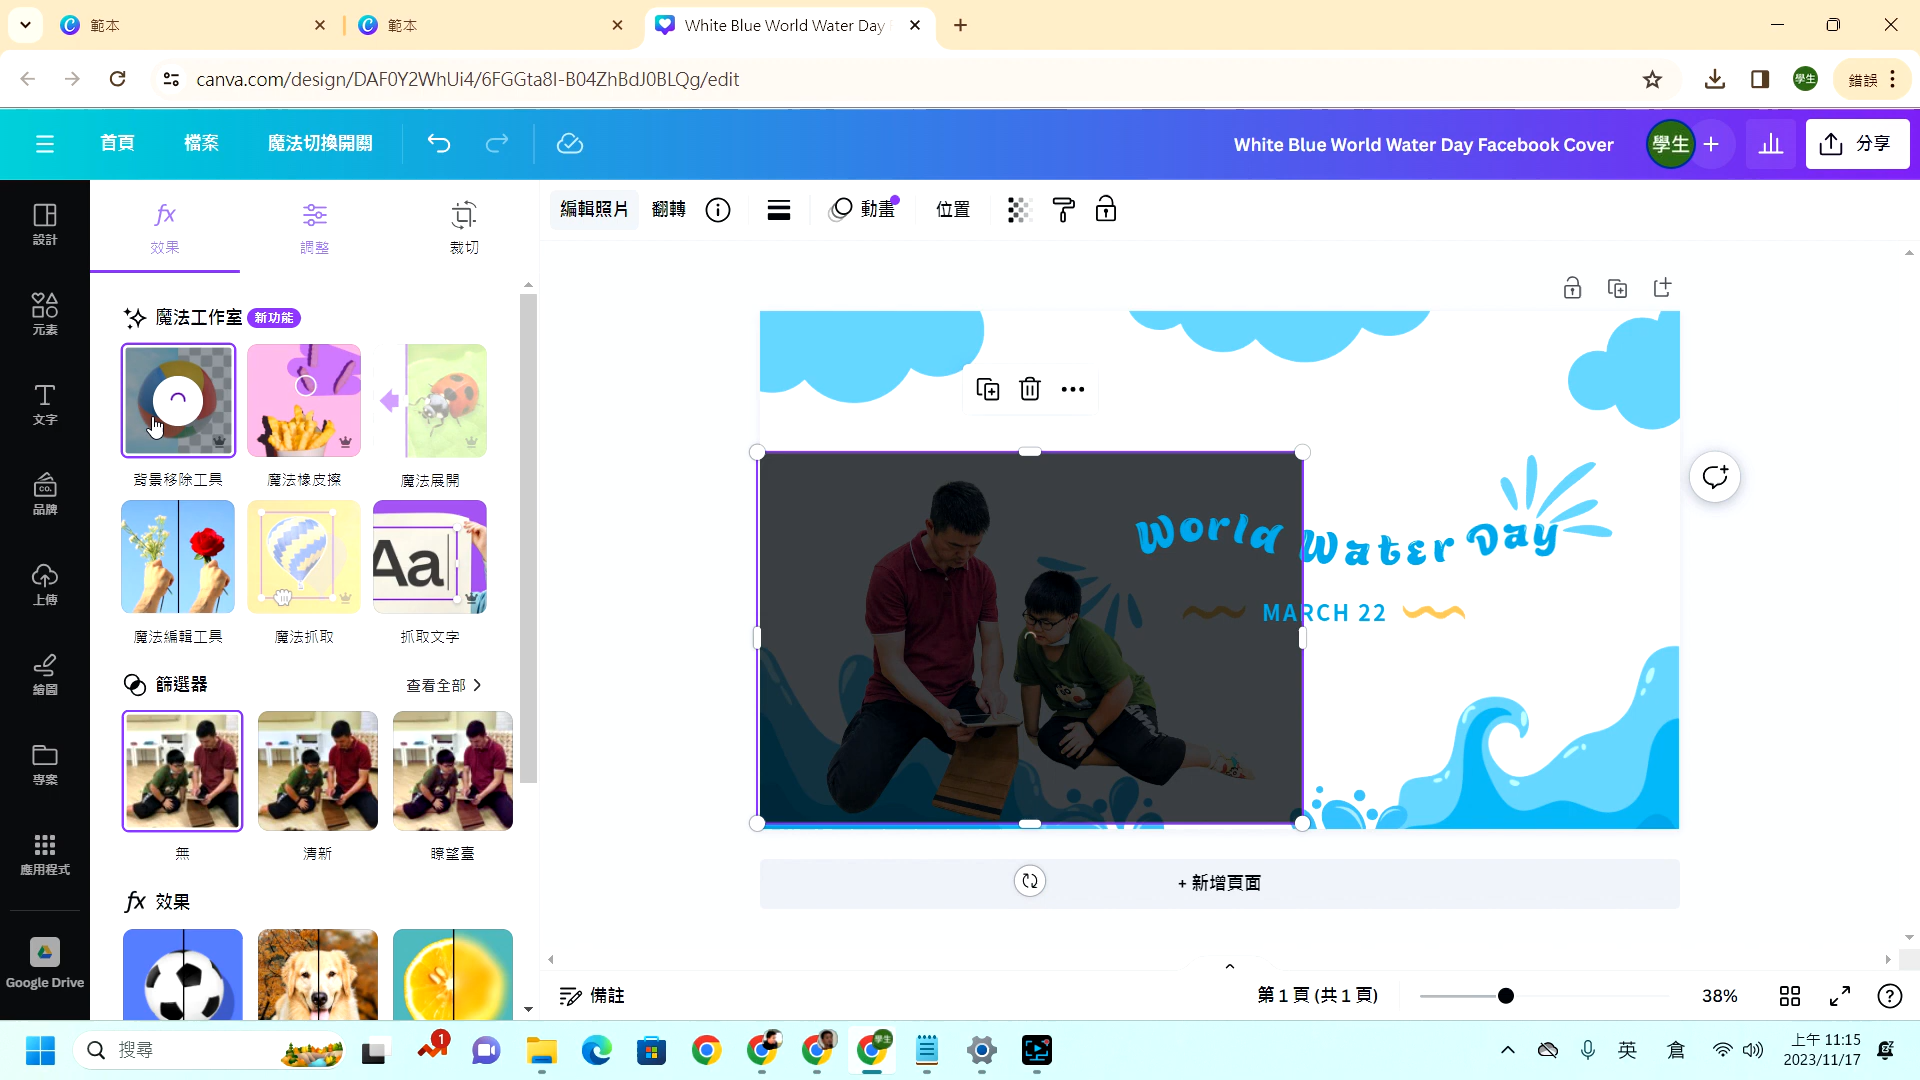 範本
範本
White Blue World Water Day
canva.com/design/DAF0Y2WhUi4/6FGGta8I-B04ZhBdJ0BLQg/edit
學生
錯誤
首頁
檔案
魔法切換開關
White Blue World Water Day Facebook Cover
學生
分享
設計
元素
文字
品牌
上傳
繪圖
專案
應用程式
Google Drive
效果
調整
裁切
魔法工作室
新功能
背景移除工具
魔法橡皮擦
魔法展開
Aa
魔法編輯工具
魔法抓取
抓取文字
篩選器
查看全部
無
清新
瞭望臺
fx 效果
編輯照片
翻轉
動畫
位置
World Water Day
MARCH 22
+ 新增頁面
備註
第 1 頁 (共 1 頁)
38%
搜尋
1
學生
英
倉
上午 11:15
2023/11/17